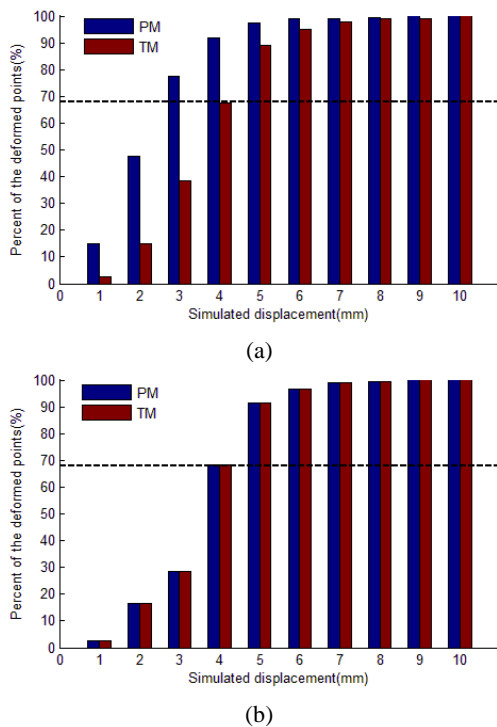 100
90
80
70
60
50
40
30
20
10
0
Percent of the deformed points(%)
PM
TM
0 1 2 3 4 5 6 7 8 9 10
Simulated displacement(mm)
(a)
100
90
80
70
60
50
40
30
20
10
0
Percent of the deformed points(%)
PM
TM
0 1 2 3 4 5 6 7 8 9 10
Simulated displacement(mm)
(b)